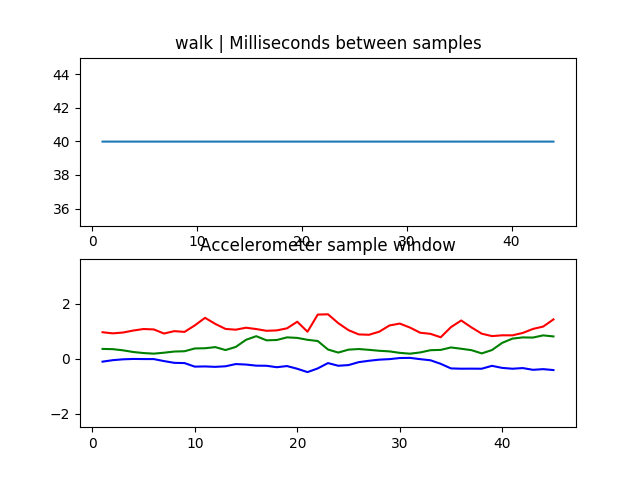 walk | Milliseconds between samples
44
42
40
38
36
0 10 20 30 40
Accelerometer sample window
2
0
−2
0 10 20 30 40